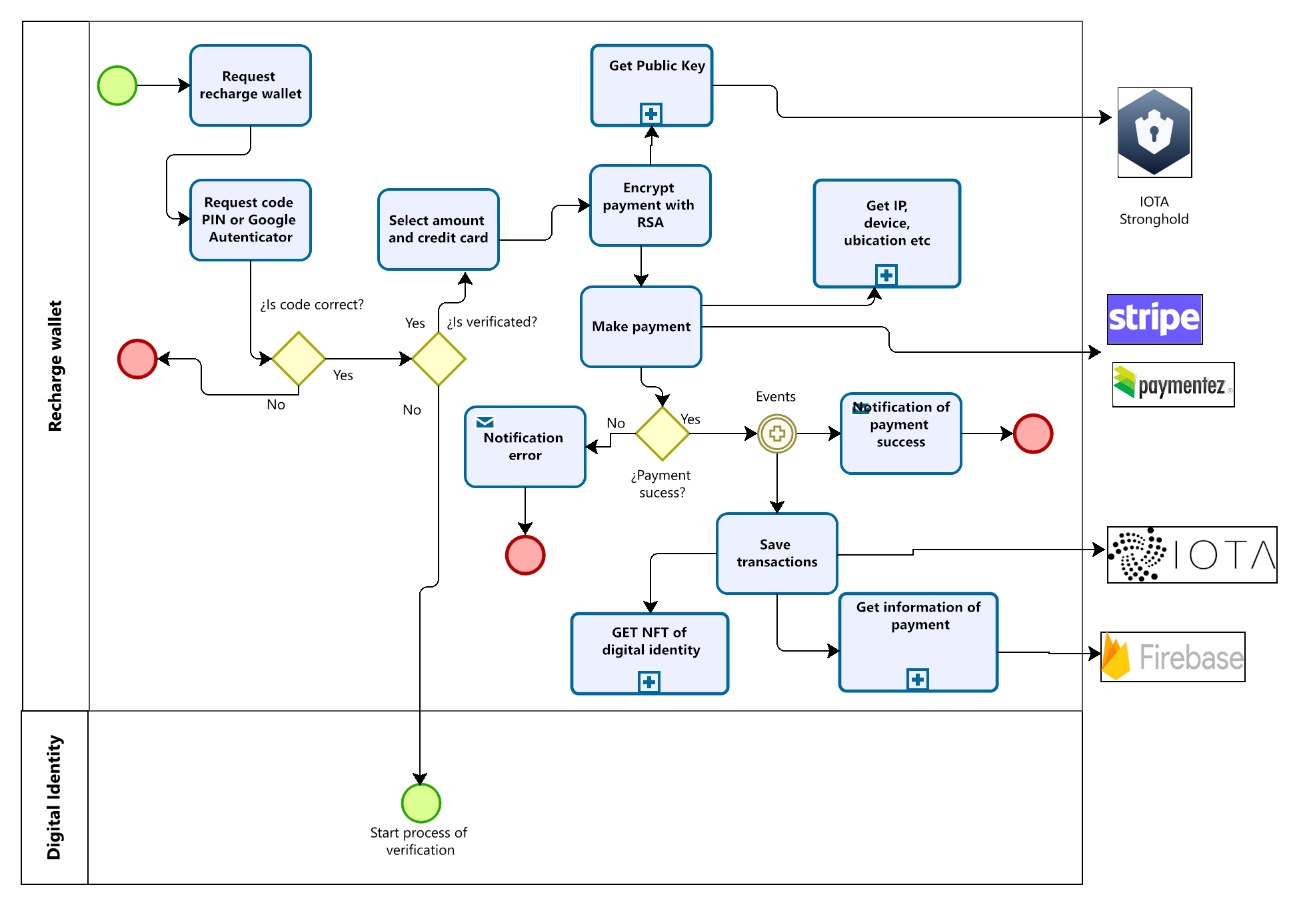 Recharge wallet
Request
recharge wallet
Get Public Key
IOTA
Stronghold
Request code
PIN or Google
Autenticator
Select amount
and credit card
Encrypt
payment with
RSA
Get IP,
device,
ubication etc
¿Is code correct?
Yes
¿Is verificated?
Make payment
stripe
Yes
No
No
paymentez
Events
Notification
error
No
Yes
Notification of
payment
success
¿Payment
sucess?
Save
transactions
IOTA
GET NFT of
digital identity
Get information of
payment
Firebase
Digital Identity
Start process of
verification